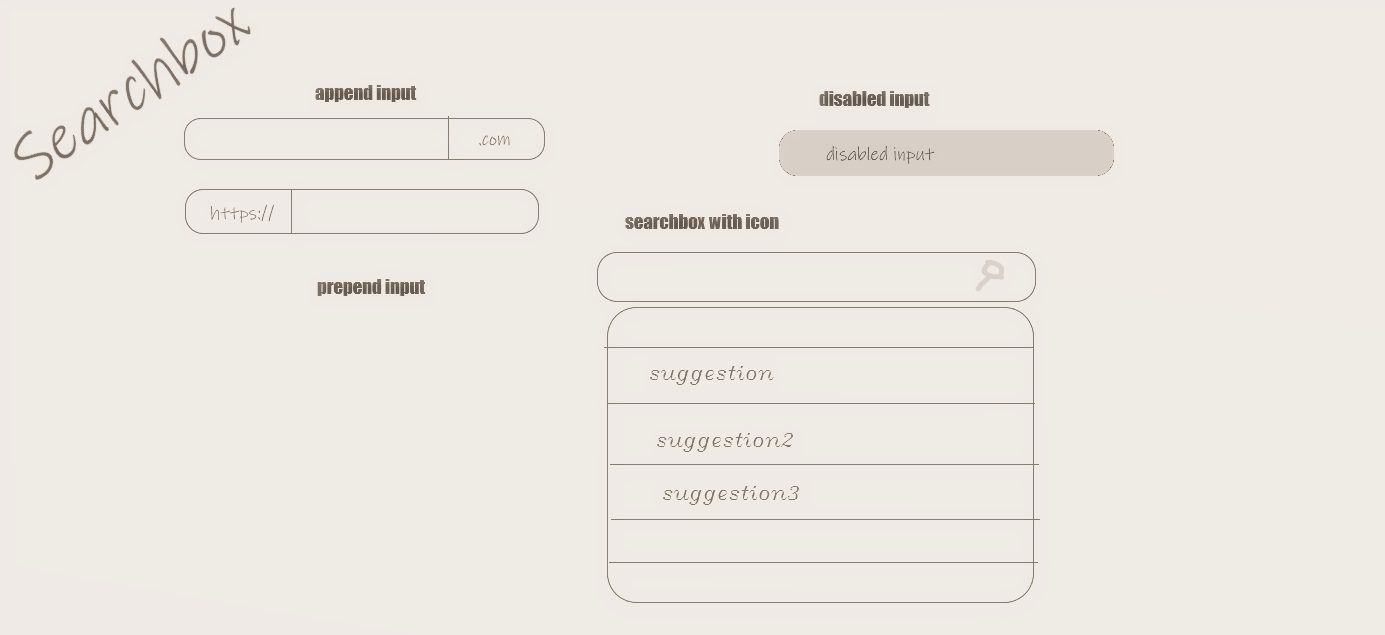 Searchbox
append input
.com
https://
prepend input
disabled input
disabled input
searchbox with icon
suggestion
suggestion2
suggestion3